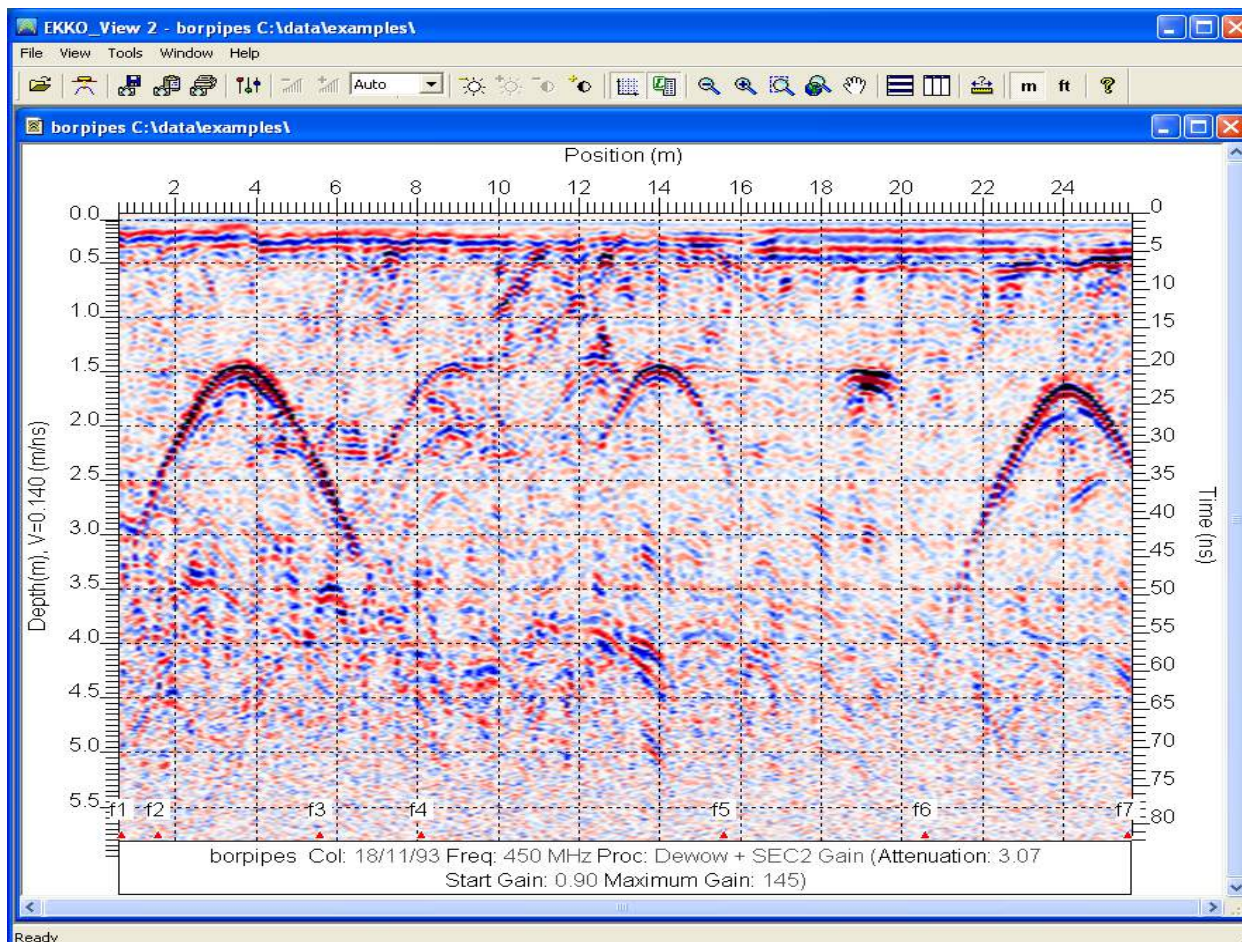 EKKO_View 2 - borpipes C:\data\examples\
File View Tools Window Help
Auto
m ft
borpipes C:\data\examples\
Position (m)
2 4 6 8 10 12 14 16 18 20 22 24
0.0
0.5
1.0
1.5
2.0
2.5
3.0
3.5
4.0
4.5
5.0
5.5
Depth(m), V=0.140 (m/ns)
0
5
10
15
20
25
30
35
40
45
50
55
60
65
70
75
80
Time (ns)
f1 f2 f3 f4 f5 f6 f7
borpipes Col: 18/11/93 Freq: 450 MHz Proc: Dewow + SEC2 Gain (Attenuation: 3.07
Start Gain: 0.90 Maximum Gain: 145)
Ready